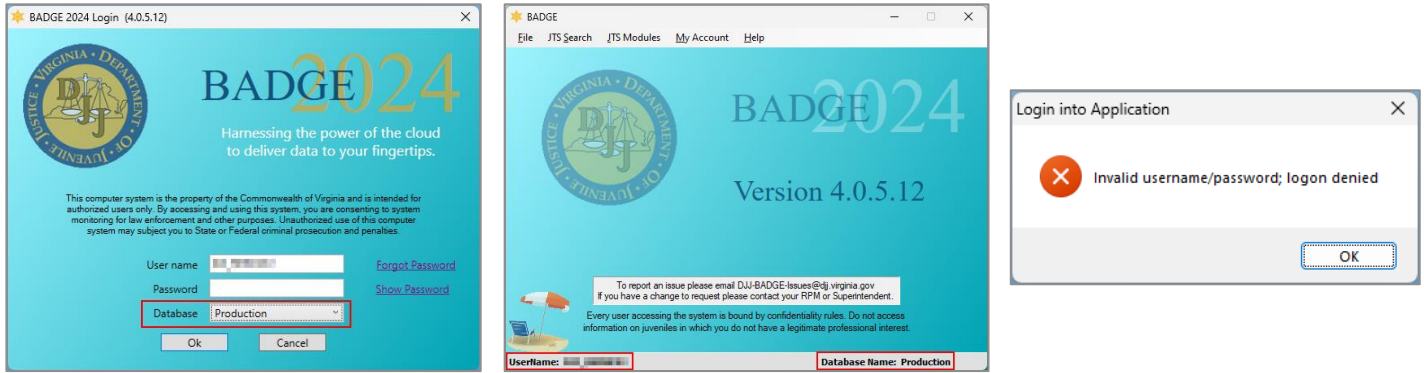 BADGE 2024 Login (4.0.5.12)
VIRGINIA • DEPARTMENT OF JUVENILE JUSTICE •
DJJ
BADGE
2024
Harnessing the power of the cloud
to deliver data to your fingertips.
This computer system is the property of the Commonwealth of Virginia and is intended for
authorized users only. By accessing and using this system, you are consenting to system
monitoring for law enforcement and other purposes. Unauthorized use of this computer
system may subject you to State or Federal criminal prosecution and penalties.
User name
Forgot Password
Password
Show Password
Database Production
Ok Cancel
BADGE
File JTS Search JTS Modules My Account Help
VIRGINIA • DEPARTMENT OF JUVENILE JUSTICE •
DJJ
BADGE
2024
Version 4.0.5.12
To report an issue please email DJJ-BADGE-Issues@djj.virginia.gov
If you have a change to request please contact your RPM or Superintendent.
Every user accessing the system is bound by confidentiality rules. Do not access
information on juveniles in which you do not have a legitimate professional interest.
UserName:
Database Name: Production
Login into Application
Invalid username/password; logon denied
OK